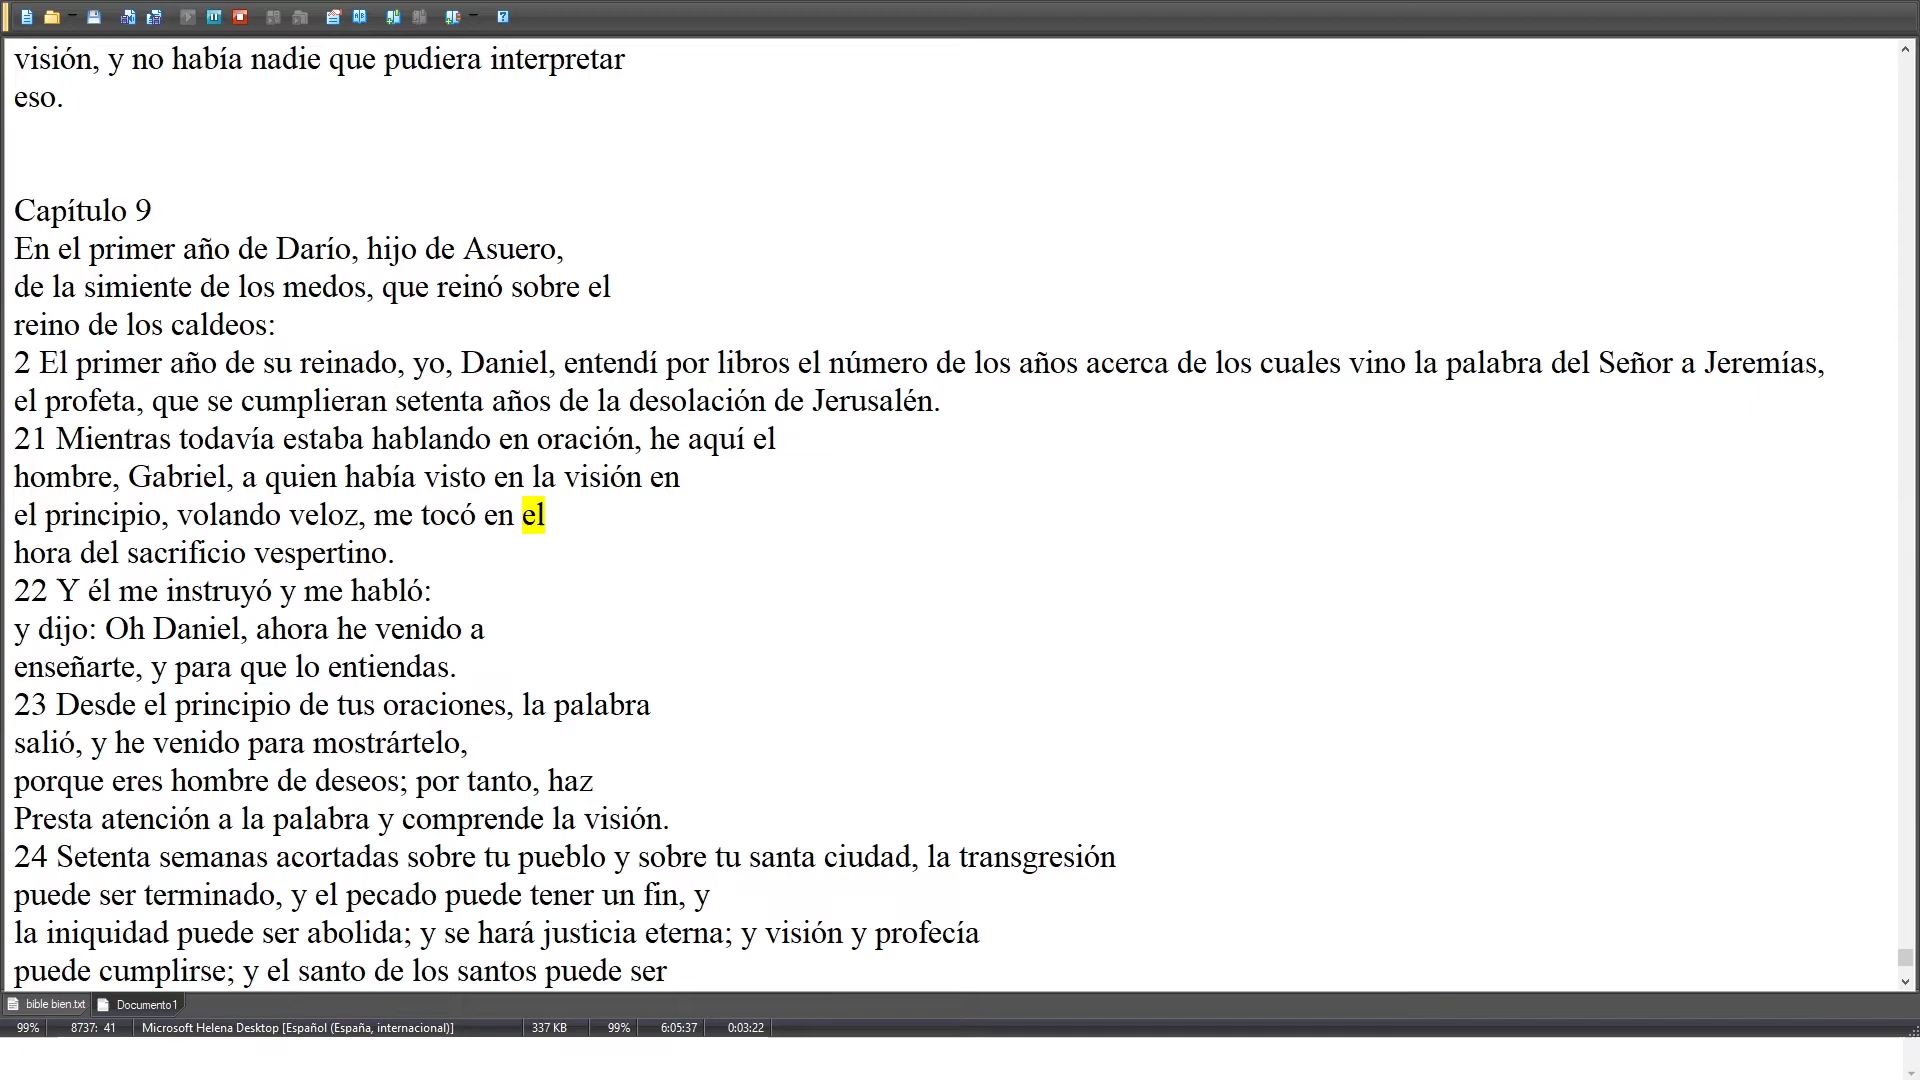 visión, y no había nadie que pudiera interpretar
eso.
Capítulo 9
En el primer año de Darío, hijo de Asuero,
de la simiente de los medos, que reinó sobre el
reino de los caldeos:
2 El primer año de su reinado, yo, Daniel, entendí por libros el número de los años acerca de los cuales vino la palabra del Señor a Jeremías,
el profeta, que se cumplieran setenta años de la desolación de Jerusalén.
21 Mientras todavía estaba hablando en oración, he aquí el
hombre, Gabriel, a quien había visto en la visión en
el principio, volando veloz, me tocó en el
hora del sacrificio vespertino.
22 Y él me instruyó y me habló:
y dijo: Oh Daniel, ahora he venido a
enseñarte, y para que lo entiendas.
23 Desde el principio de tus oraciones, la palabra
salió, y he venido para mostrártelo,
porque eres hombre de deseos; por tanto, haz
Presta atención a la palabra y comprende la visión.
24 Setenta semanas acortadas sobre tu pueblo y sobre tu santa ciudad, la transgresión
puede ser terminado, y el pecado puede tener un fin, y
la iniquidad puede ser abolida; y se hará justicia eterna; y visión y profecía
puede cumplirse; y el santo de los santos puede ser
bible bien.txt Documento1
99% 8737: 41 Microsoft Helena Desktop [Español (España, internacional)] 337 KB 99% 6:05:37 0:03:22